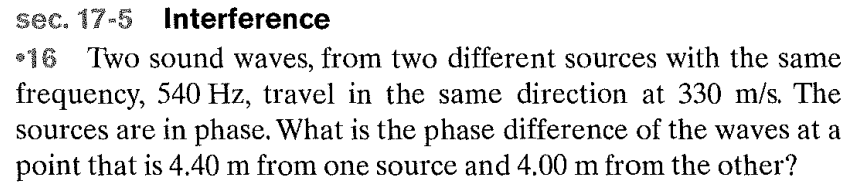 sec. 17-5 Interference
•16 Two sound waves, from two different sources with the same
frequency, 540 Hz, travel in the same direction at 330 m/s. The
sources are in phase. What is the phase difference of the waves at a
point that is 4.40 m from one source and 4.00 m from the other?